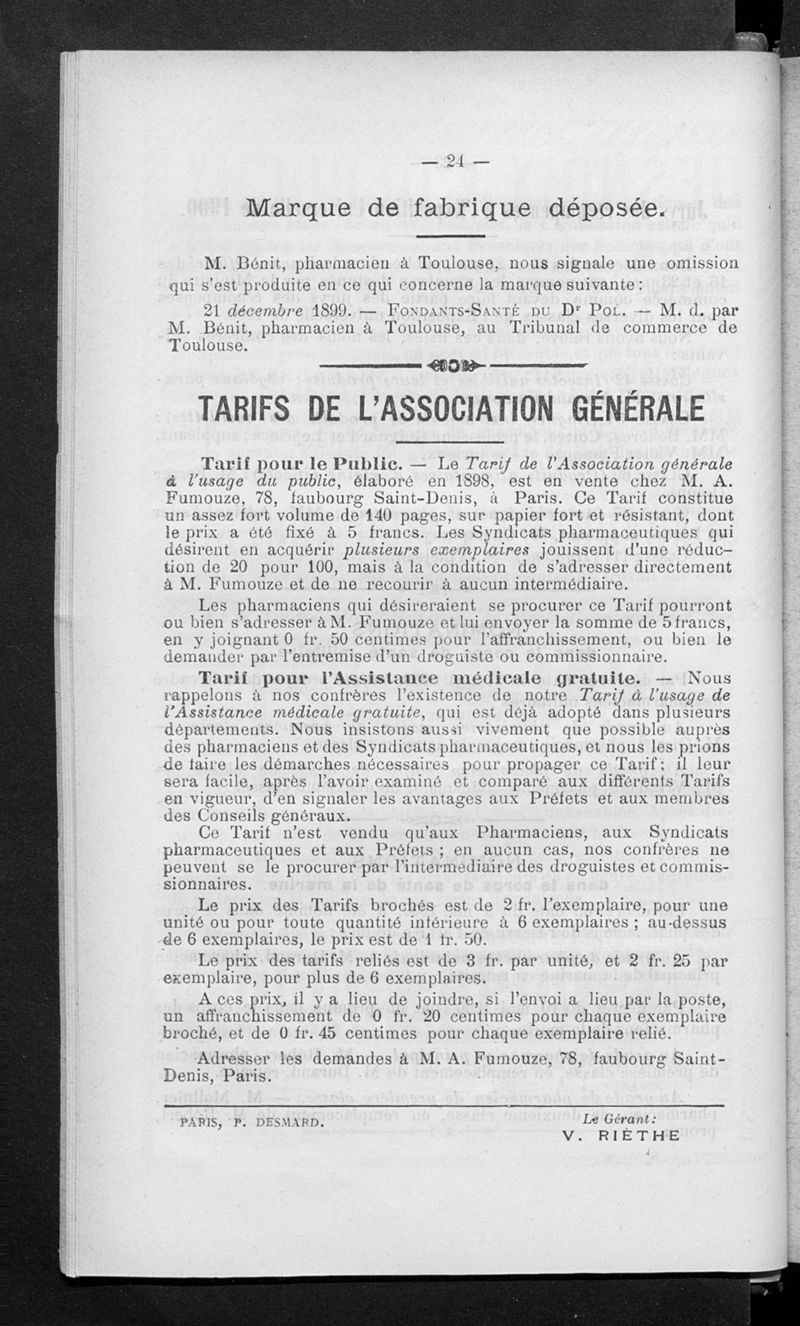 — 24 —
Marque de fabrique déposée.
M. Bénit, pharmacien à Toulouse, nous signale une omission
qui s'est produite en ce qui concerne la marque suivante :
21 décembre 1899. — FONDANTS-SANTÉ DU Dr POL. — M. d. par
M. Bénit, pharmacien à Toulouse, au Tribunal de commerce de
Toulouse.
TARIFS DE L'ASSOCIATION GÉNÉRALE
Tarif pour le Public. — Le Tarif de l'Association générale
à l'usage du public, élaboré en 1898, est en vente chez M. A.
Fumouze, 78, faubourg Saint-Denis, à Paris. Ce Tarif constitue
un assez fort volume de 140 pages, sur papier fort et résistant, dont
le prix a été fixé à 5 francs. Les Syndicats pharmaceutiques qui
désirent en acquérir plusieurs exemplaires jouissent d'une réduc-
tion de 20 pour 100, mais à la condition de s'adresser directement
à M. Fumouze et de ne recourir à aucun intermédiaire.
Les pharmaciens qui désireraient se procurer ce Tarif pourront
ou bien s'adresser à M. Fumouze et lui envoyer la somme de 5 francs,
en y joignant 0 fr. 50 centimes pour l'affranchissement, ou bien le
demander par l'entremise d'un droguiste ou commissionnaire.
Tarif pour l'Assistance médicale gratuite. — Nous
rappelons à nos confrères l'existence de notre Tarif à l'usage de
l'Assistance médicale gratuite, qui est déjà adopté dans plusieurs
départements. Nous insistons aussi vivement que possible auprès
des pharmaciens et des Syndicats pharmaceutiques, et nous les prions
de faire les démarches nécessaires pour propager ce Tarif ; il leur
sera facile, après l'avoir examiné et comparé aux différents Tarifs
en vigueur, d'en signaler les avantages aux Préfets et aux membres
des Conseils généraux.
Ce Tarif n'est vendu qu'aux Pharmaciens, aux Syndicats
pharmaceutiques et aux Préfets ; en aucun cas, nos confrères ne
peuvent se le procurer par l'intermédiaire des droguistes et commis-
sionnaires.
Le prix des Tarifs brochés est de 2 fr. l'exemplaire, pour une
unité ou pour toute quantité inférieure à 6 exemplaires ; au-dessus
de 6 exemplaires, le prix est de 1 fr. 50.
Le prix des tarifs reliés est de 3 fr. par unité, et 2 fr. 25 par
exemplaire, pour plus de 6 exemplaires.
A ces prix, il y a lieu de joindre, si l'envoi a lieu par la poste,
un affranchissement de 0 fr. 20 centimes pour chaque exemplaire
broché, et de 0 fr. 45 centimes pour chaque exemplaire relié.
Adresser les demandes à M. A. Fumouze, 78, faubourg Saint-
Denis, Paris.
PARIS, P. DESMARD.
Le Gérant :
V. RIÉTHE